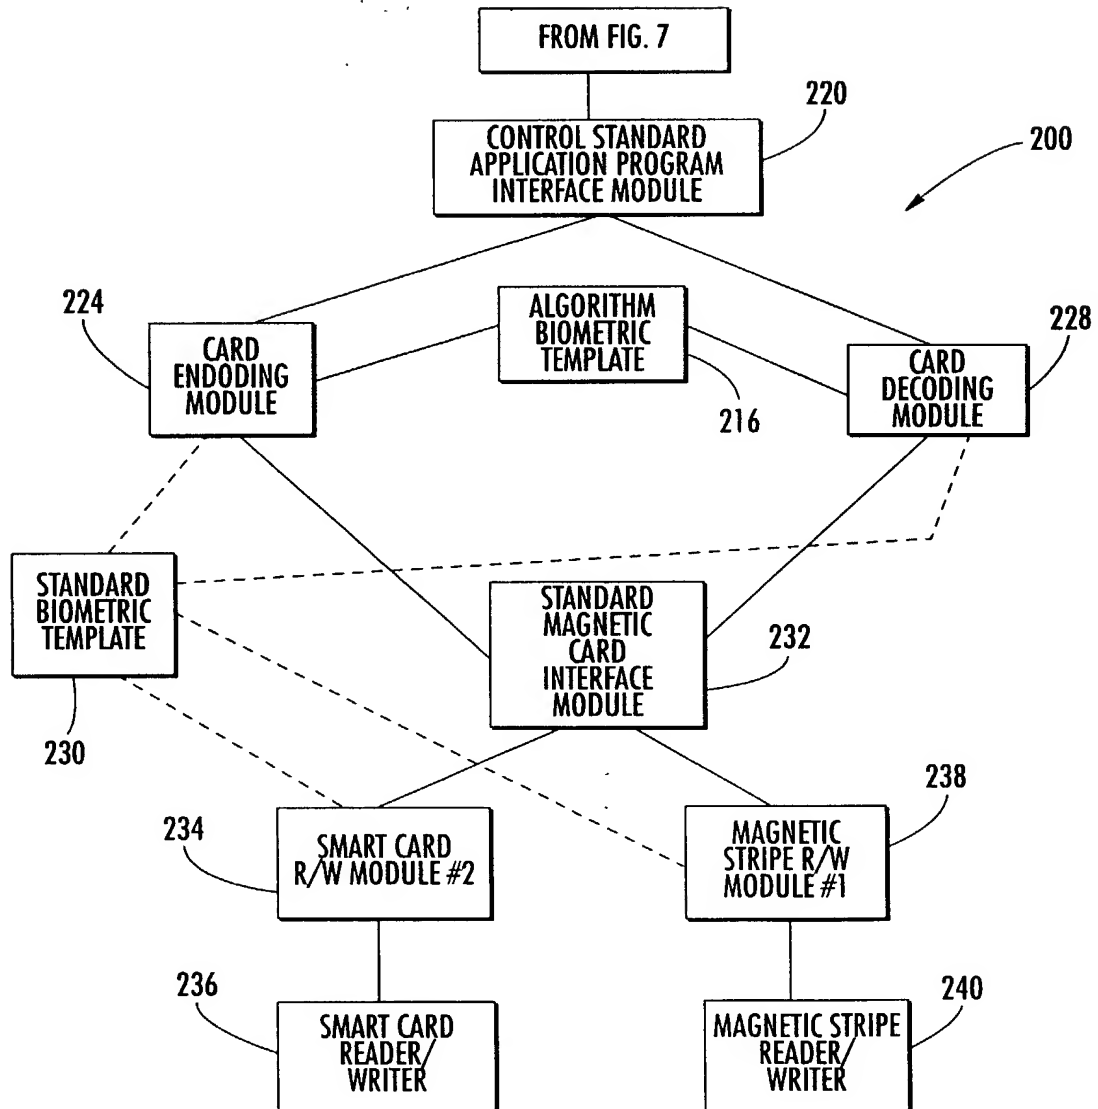 FROM FIG. 7
220
CONTROL STANDARD
APPLICATION PROGRAM
INTERFACE MODULE
200
224
ALGORITHM
BIOMETRIC
TEMPLATE
228
CARD
ENDODING
MODULE
CARD
DECODING
MODULE
216
STANDARD
BIOMETRIC
TEMPLATE
STANDARD
MAGNETIC
CARD
INTERFACE
MODULE
232
230
238
234
SMART CARD
R/W MODULE #2
MAGNETIC
STRIPE R/W
MODULE #1
236
240
SMART CARD
READER/
WRITER
MAGNETIC STRIPE
READER/
WRITER